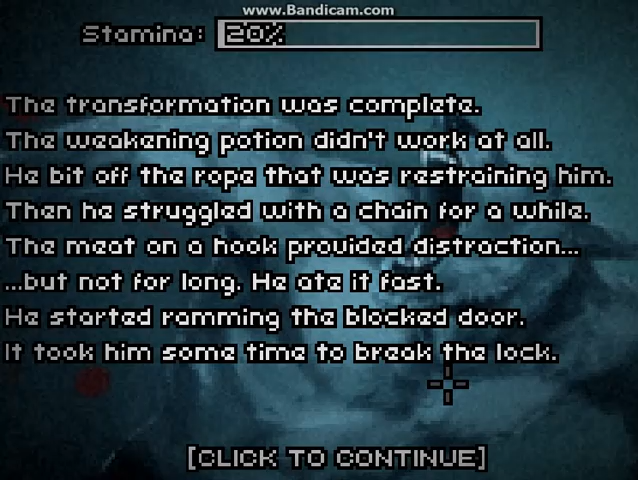 www.Bandicam.com
Stamina: 20%
The transformation was complete.
The weakening potion didn't work at all.
He bit off the rope that was restraining him.
Then he struggled with a chain for a while.
The meat on a hook provided distraction...
...but not for long. He ate it fast.
He started ramming the blocked door.
It took him some time to break the lock.
[CLICK TO CONTINUE]